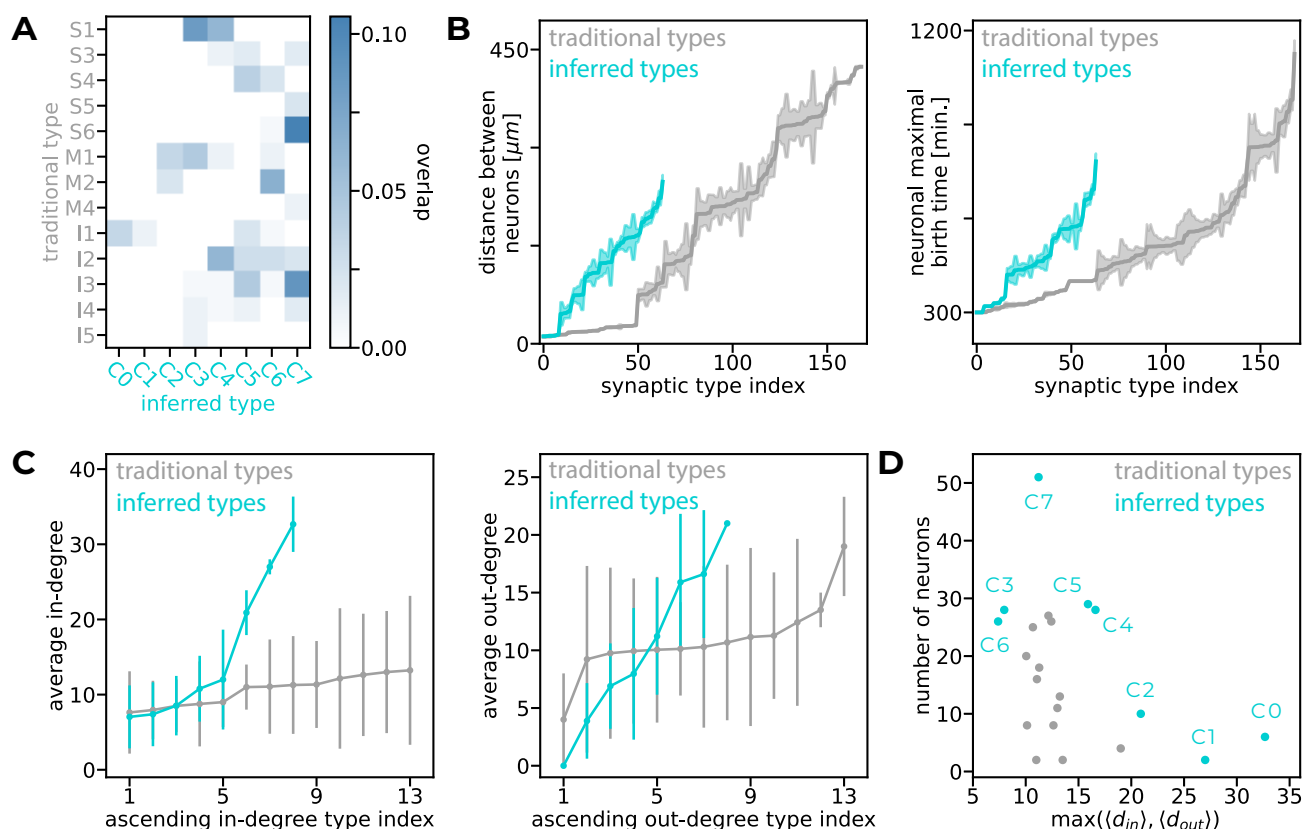 A
S1
S3
S4
S5
S6
M1
M2
M4
I1
I2
I3
I4
I5
traditional type
C0 C1 C2 C3 C4 C5 C6 C7
inferred type
0.10
0.05
0.00
overlap
B
traditional types
inferred types
450
0
distance between
neurons [μm]
0 50 100 150
synaptic type index
traditional types
inferred types
1200
300
neuronal maximal
birth time [min.]
0 50 100 150
synaptic type index
C
traditional types
inferred types
40
30
20
10
0
average in-degree
1 5 9 13
ascending in-degree type index
traditional types
inferred types
25
20
15
10
5
0
average out-degree
1 5 9 13
ascending out-degree type index
D
traditional types
inferred types
50
40
30
20
10
0
number of neurons
C7
C3
C5
C6
C4
C2
C0
C1
5 10 15 20 25 30 35
max(⟨d_in⟩, ⟨d_out⟩)